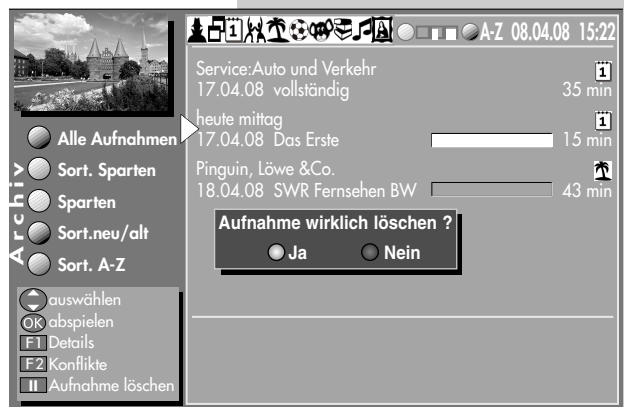 A-Z 08.04.08 15:22
Service:Auto und Verkehr 1
17.04.08 vollständig 35 min
heute mittag 1
17.04.08 Das Erste 15 min
Pinguin, Löwe &Co.
18.04.08 SWR Fernsehen BW 43 min
Aufnahme wirklich löschen ?
Ja Nein
Archiv
Alle Aufnahmen
Sort. Sparten
Sparten
Sort.neu/alt
Sort. A-Z
auswählen
OK abspielen
F1 Details
F2 Konflikte
Aufnahme löschen